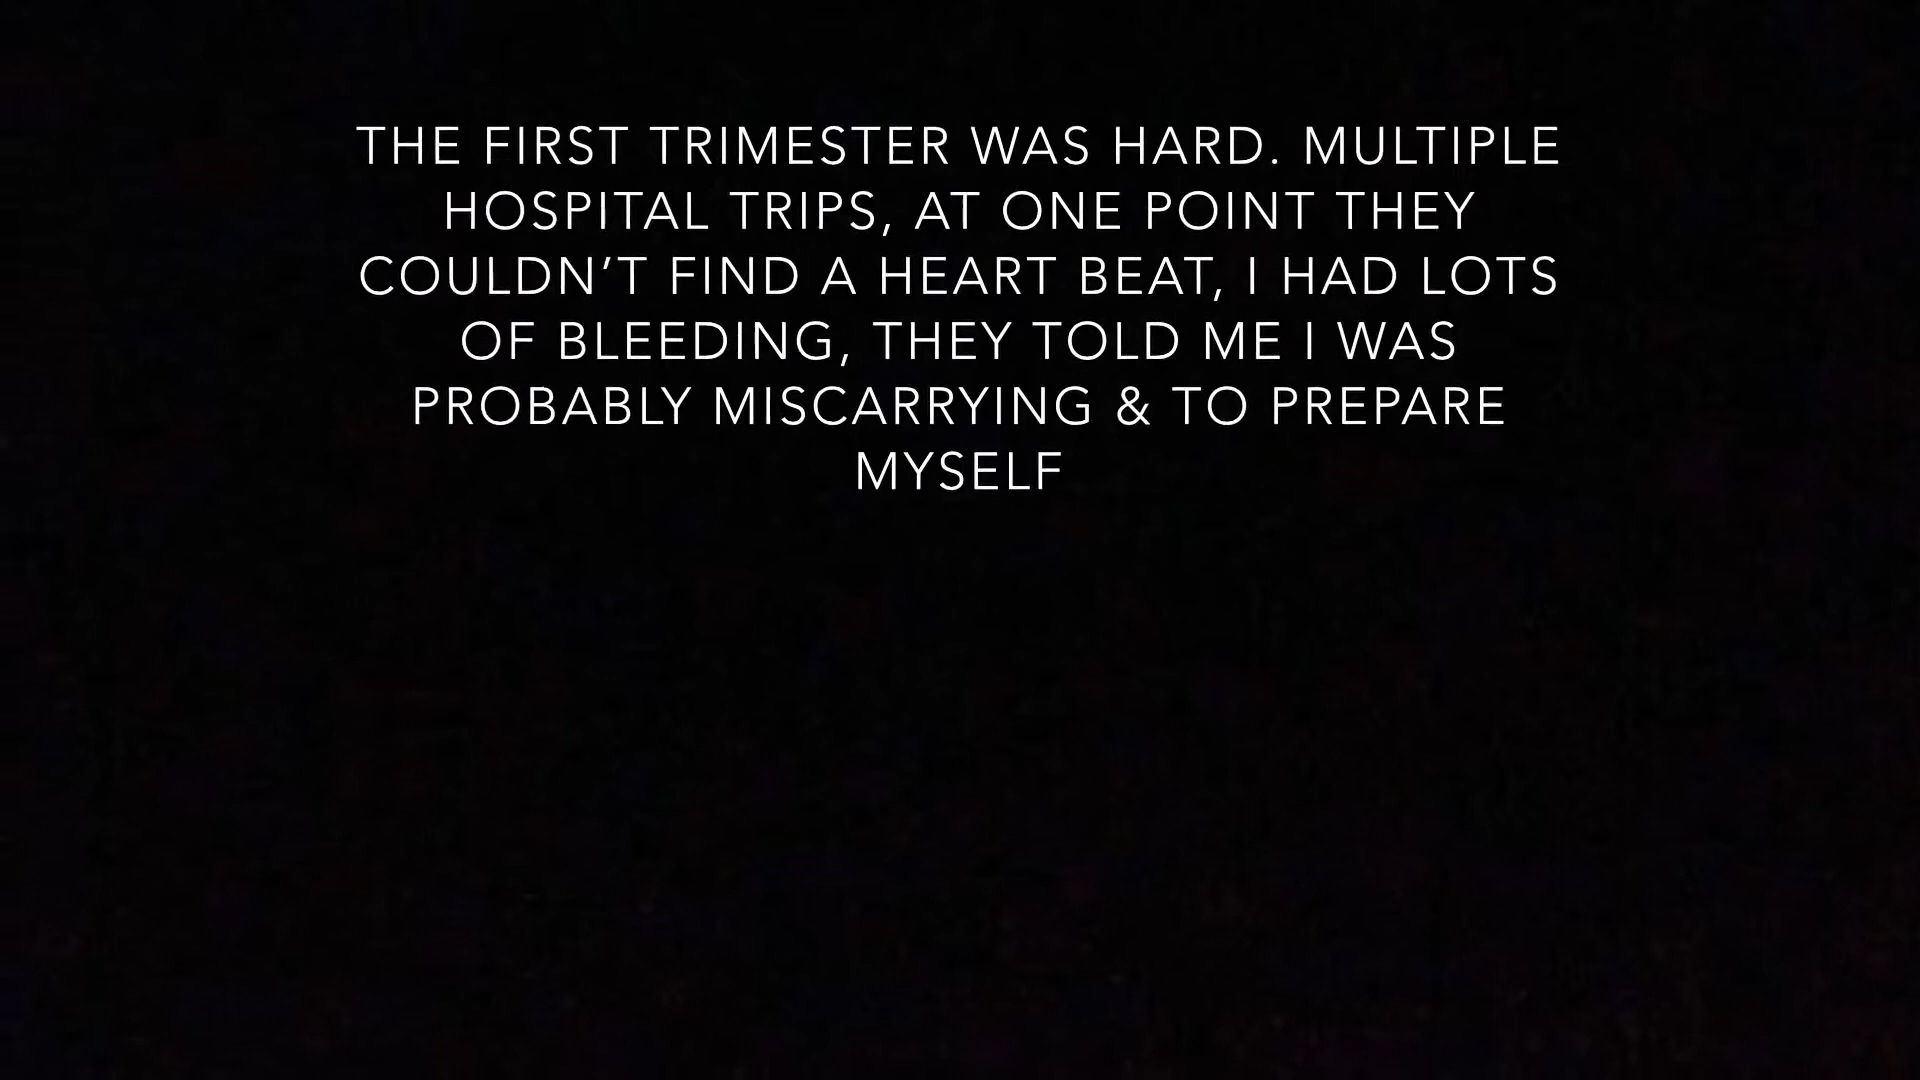 THE FIRST TRIMESTER WAS HARD. MULTIPLE
HOSPITAL TRIPS, AT ONE POINT THEY
COULDN’T FIND A HEART BEAT, I HAD LOTS
OF BLEEDING, THEY TOLD ME I WAS
PROBABLY MISCARRYING & TO PREPARE
MYSELF